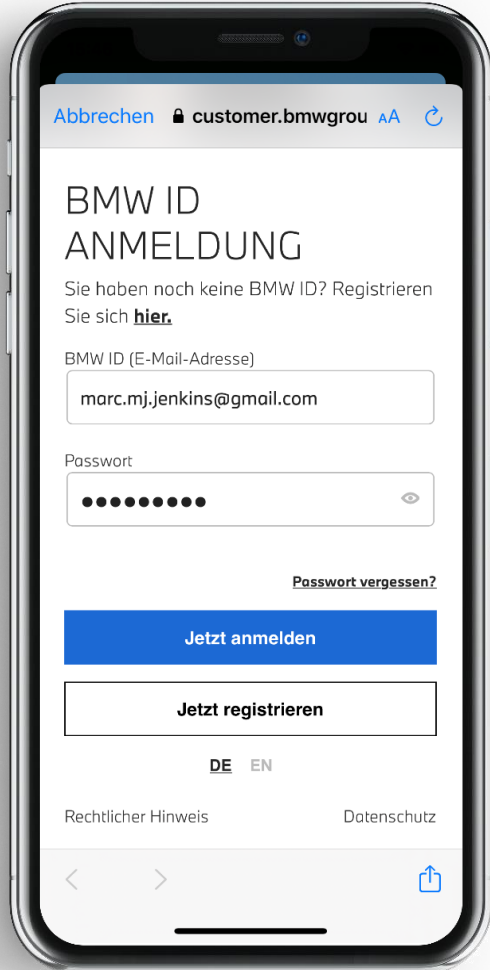 Abbrechen customer.bmwgrou AA
BMW ID
ANMELDUNG
Sie haben noch keine BMW ID? Registrieren
Sie sich hier.
BMW ID (E-Mail-Adresse)
marc.mj.jenkins@gmail.com
Passwort
●●●●●●●●●
Passwort vergessen?
Jetzt anmelden
Jetzt registrieren
DE EN
Rechtlicher Hinweis Datenschutz